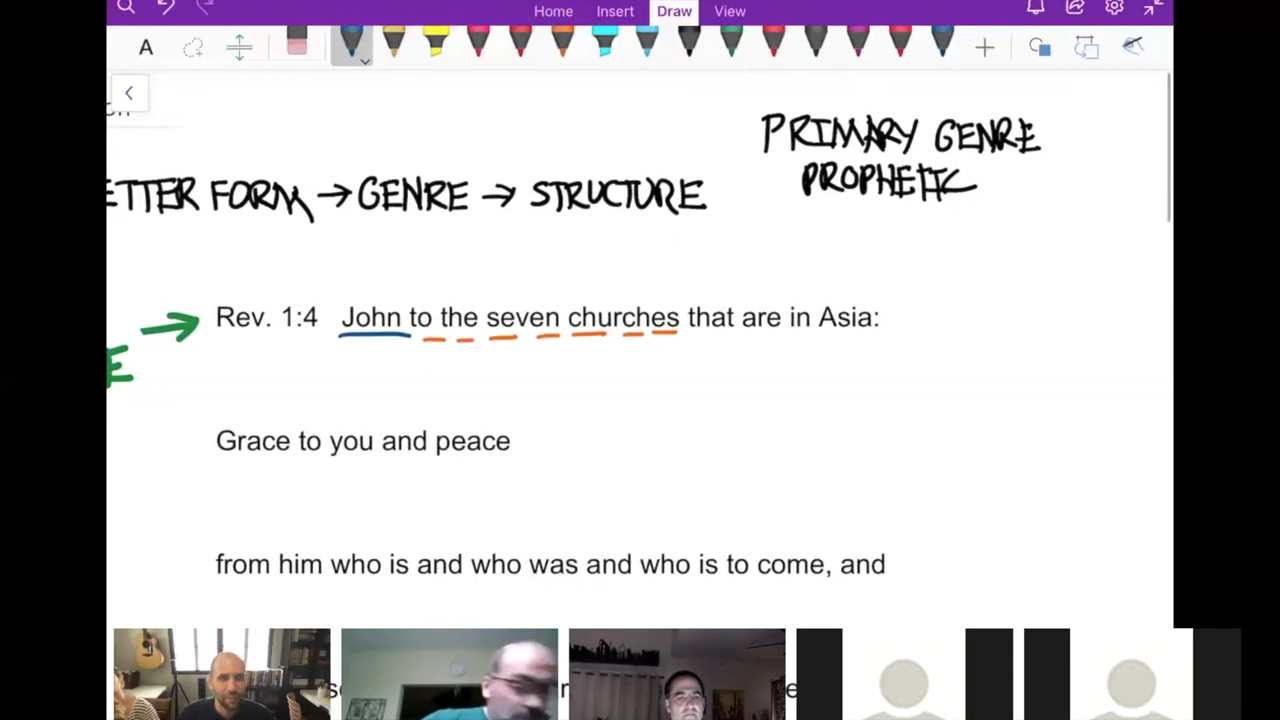 Home Insert Draw View
A
PRIMARY GENRE
PROPHETIC
ETTER FORM → GENRE → STRUCTURE
Rev. 1:4 John to the seven churches that are in Asia:
E
Grace to you and peace
from him who is and who was and who is to come, and